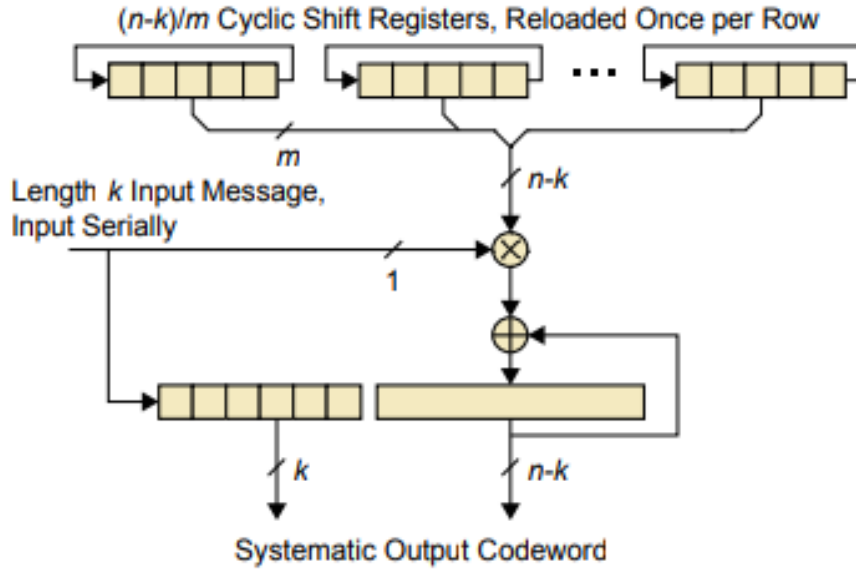 (n-k)/m Cyclic Shift Registers, Reloaded Once per Row
...
m
n-k
Length k Input Message,
Input Serially
1
k
n-k
Systematic Output Codeword